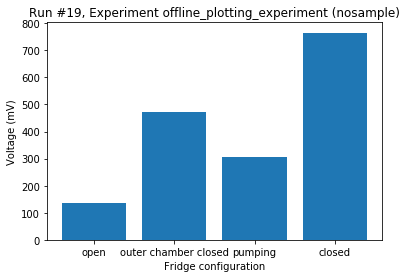 Run #19, Experiment offline_plotting_experiment (nosample)
800
700
600
500
400
300
200
100
0
Voltage (mV)
open outer chamber closed pumping closed
Fridge configuration